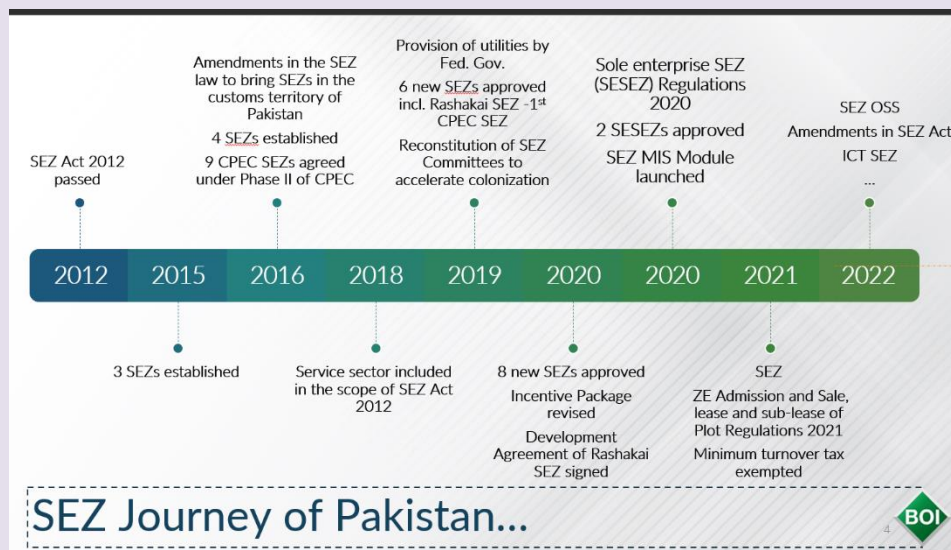 Amendments in the SEZ
law to bring SEZs in the
customs territory of
Pakistan
4 SEZs established
9 CPEC SEZs agreed
under Phase II of CPEC
Provision of utilities by
Fed. Gov.
6 new SEZs approved
incl. Rashakai SEZ -1st
CPEC SEZ
Reconstitution of SEZ
Committees to
accelerate colonization
Sole enterprise SEZ
(SESEZ) Regulations
2020
2 SESEZs approved
SEZ MIS Module
launched
SEZ OSS
Amendments in SEZ Act
ICT SEZ
...
SEZ Act 2012
passed
2012 2015 2016 2018 2019 2020 2020 2021 2022
3 SEZs established
Service sector included
in the scope of SEZ Act
2012
8 new SEZs approved
Incentive Package
revised
Development
Agreement of Rashakai
SEZ signed
SEZ
ZE Admission and Sale,
lease and sub-lease of
Plot Regulations 2021
Minimum turnover tax
exempted
SEZ Journey of Pakistan...
4
BOI